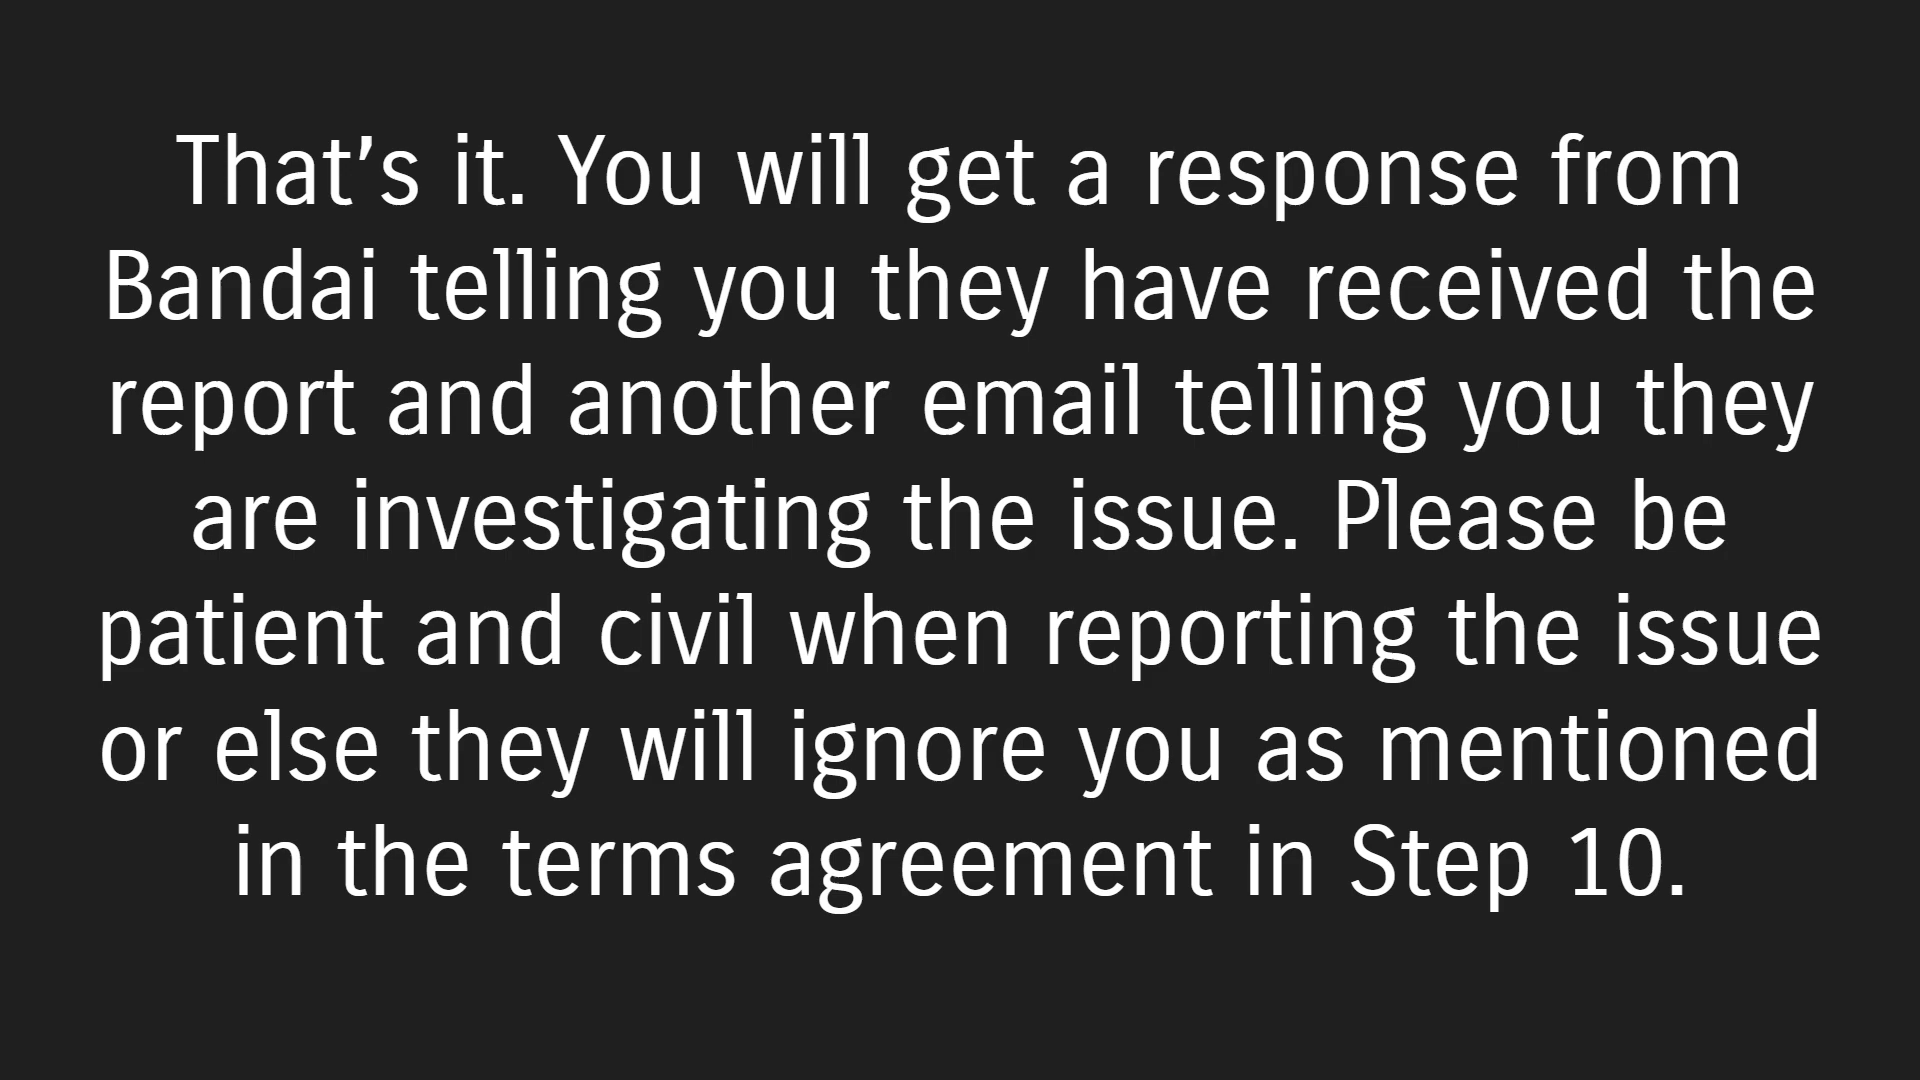 That's it. You will get a response from
Bandai telling you they have received the
report and another email telling you they
are investigating the issue. Please be
patient and civil when reporting the issue
or else they will ignore you as mentioned
in the terms agreement in Step 10.